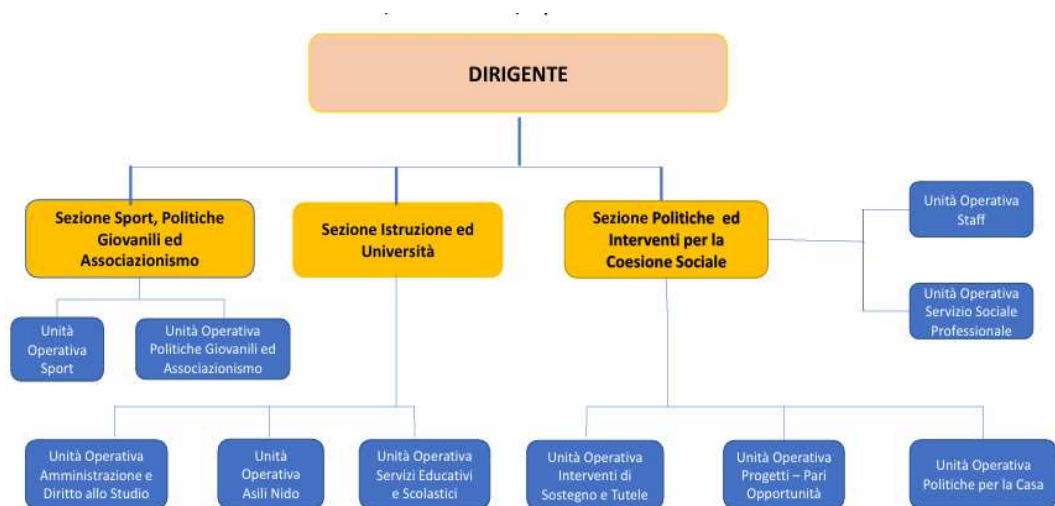 DIRIGENTE
Sezione Sport, Politiche
Giovanili ed
Associazionismo
Sezione Istruzione ed
Università
Sezione Politiche ed
Interventi per la
Coesione Sociale
Unità Operativa
Staff
Unità Operativa
Servizio Sociale
Professionale
Unità
Operativa
Sport
Unità Operativa
Politiche Giovanili ed
Associazionismo
Unità Operativa
Amministrazione e
Diritto allo Studio
Unità
Operativa
Asili Nido
Unità Operativa
Servizi Educativi
e Scolastici
Unità Operativa
Interventi di
Sostegno e Tutele
Unità Operativa
Progetti – Pari
Opportunità
Unità Operativa
Politiche per la Casa